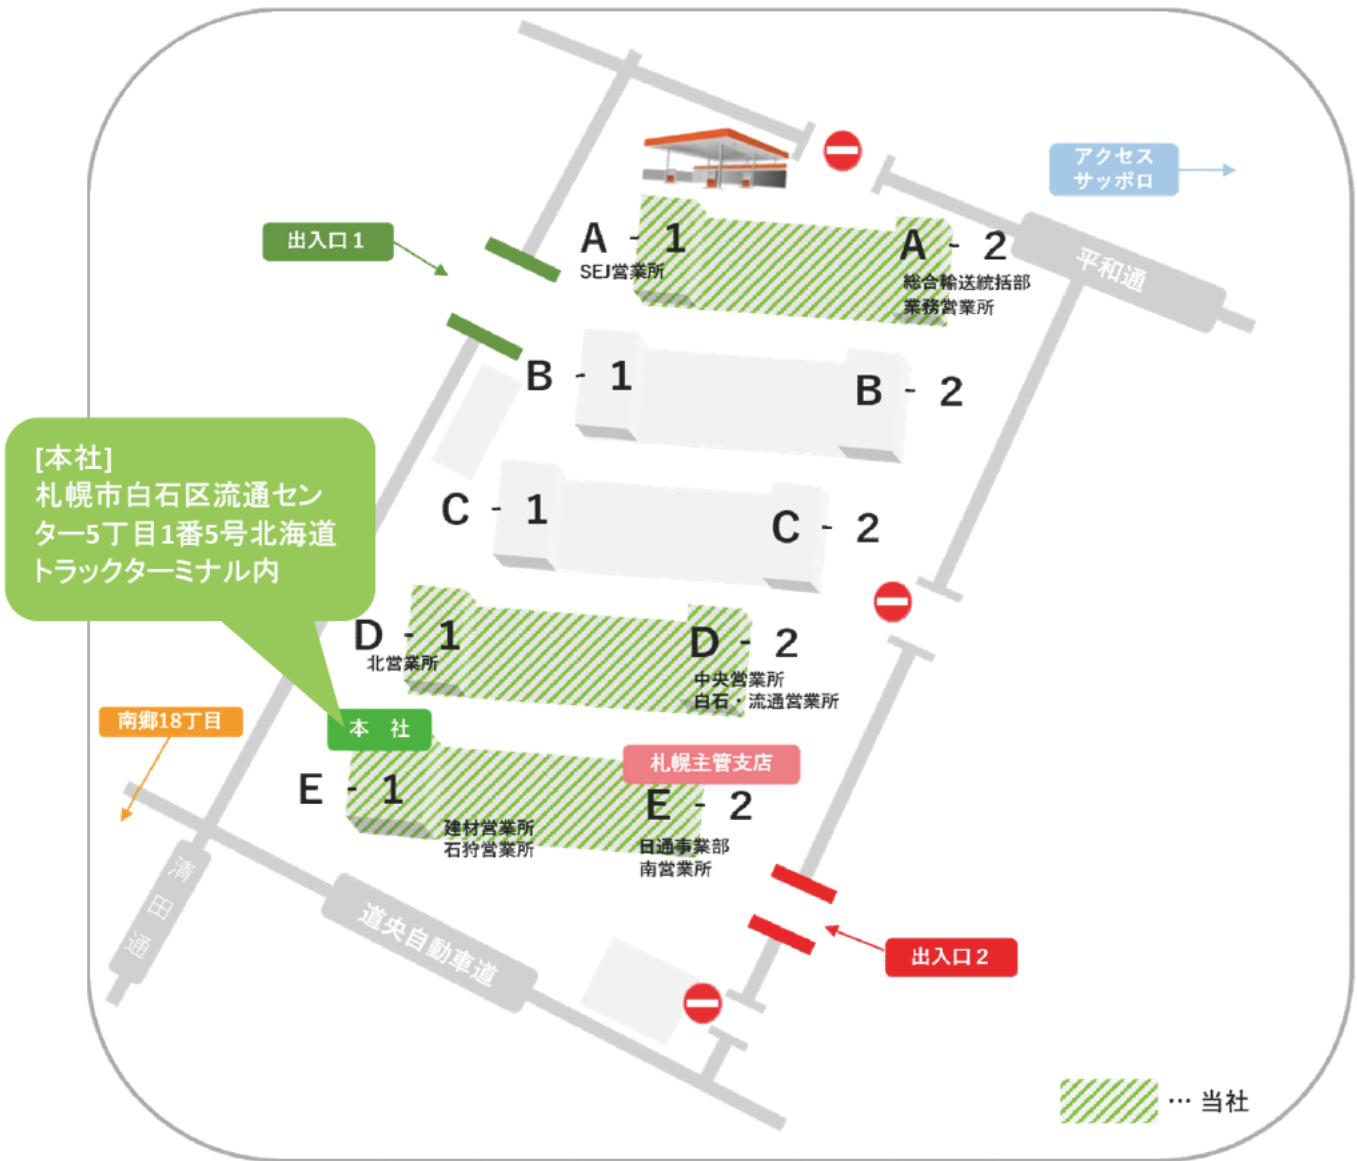 アクセス
サッポロ
出入口1
A - 1
SEJ営業所
A - 2
総合輸送統括部
業務営業所
平和通
B - 1
B - 2
[本社]
札幌市白石区流通セン
ター5丁目1番5号北海道
トラックターミナル内
C - 1
C - 2
D - 1
北営業所
D - 2
中央営業所
白石・流通営業所
南郷18丁目
本 社
札幌主管支店
E - 1
建材営業所
石狩営業所
E - 2
日通事業部
南営業所
清田通
道央自動車道
出入口2
… 当社